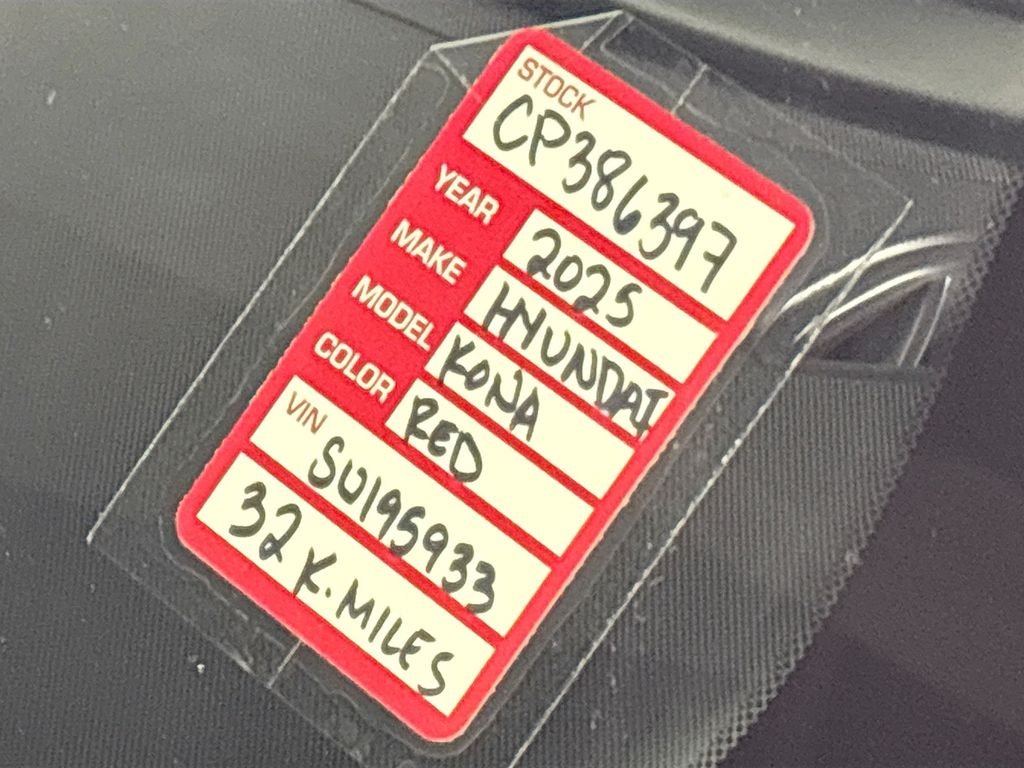 STOCK
CP386397
YEAR 2025
MAKE HYUNDAI
MODEL KONA
COLOR RED
VIN
SU195933
32 K. MILES